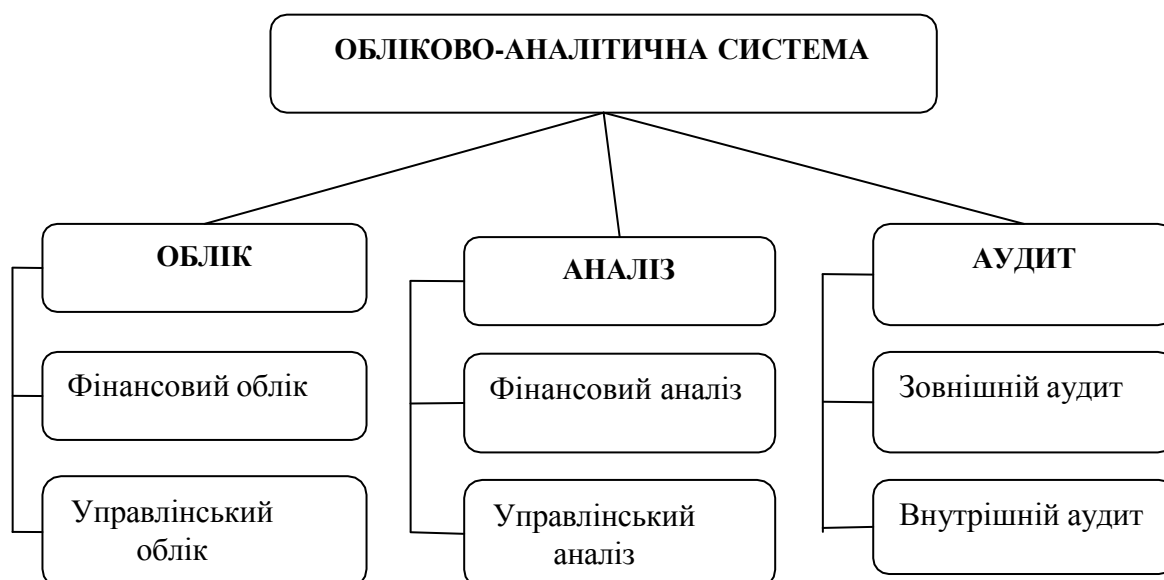 ОБЛІКОВО-АНАЛІТИЧНА СИСТЕМА
ОБЛІК
Фінансовий облік
Управлінський
облік
АНАЛІЗ
Фінансовий аналіз
Управлінський
аналіз
АУДИТ
Зовнішній аудит
Внутрішній аудит